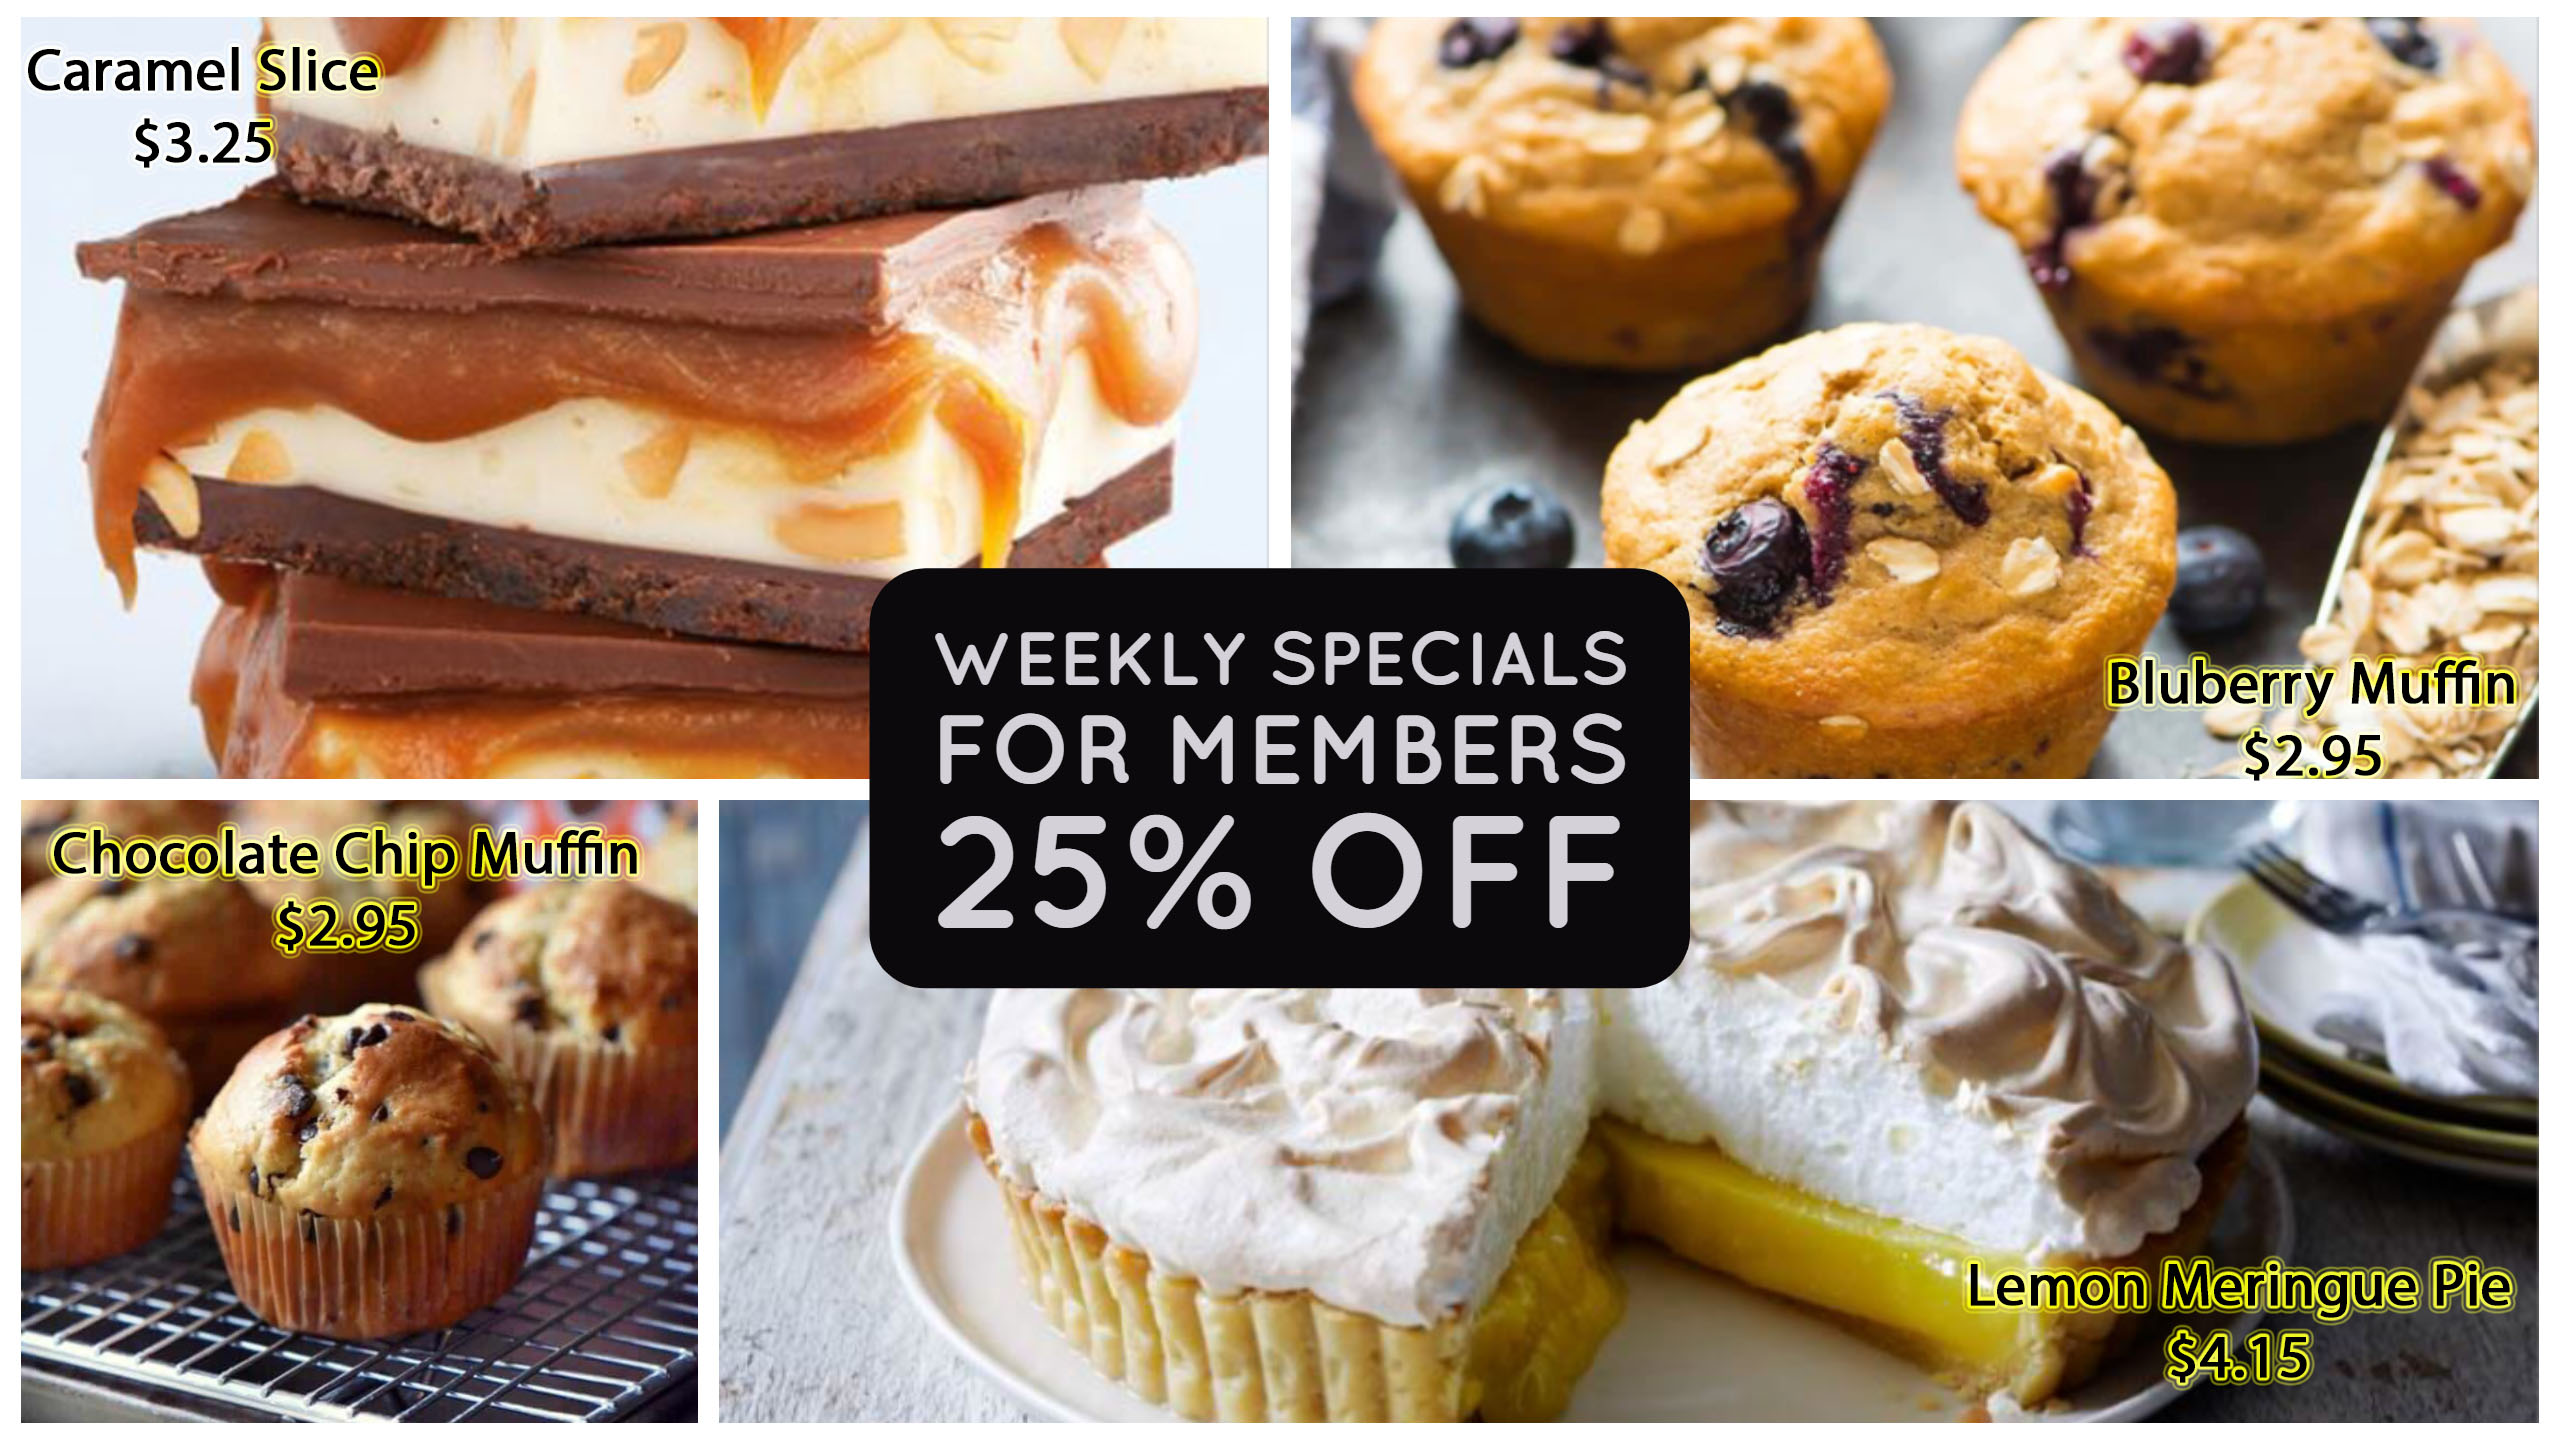 Caramel Slice
$3.25
Bluberry Muffin
$2.95
WEEKLY SPECIALS
FOR MEMBERS
25% OFF
Chocolate Chip Muffin
$2.95
Lemon Meringue Pie
$4.15